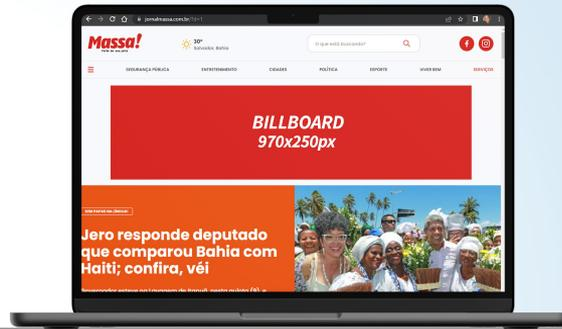 jornalmassa.com.br/?d=1
Massa!
30°
Salvador, Bahia
O que está buscando?
SEGURANÇA PÚBLICA
ENTRETENIMENTO
CIDADES
POLÍTICA
ESPORTE
VIVER BEM
SERVIÇOS
BILLBOARD
970x250px
Jero responde deputado
que comparou Bahia com
Haiti; confira, véi